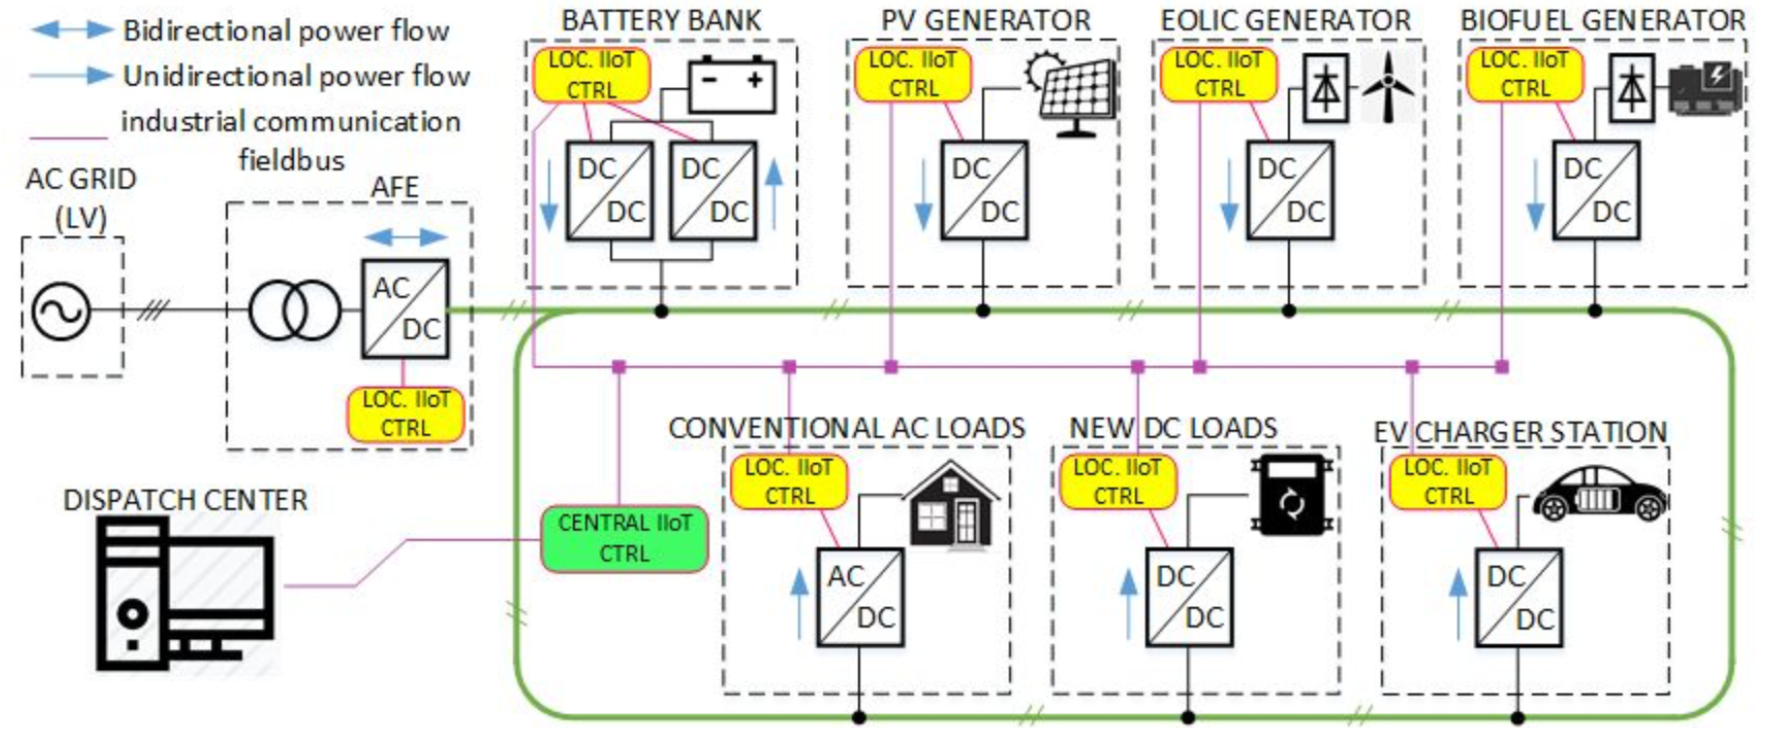 Bidirectional power flow
Unidirectional power flow
industrial communication
fieldbus
AC GRID
(LV)
AFE
AC
DC
LOC. IIoT
CTRL
BATTERY BANK
LOC. IIoT
CTRL
DC
DC
DC
DC
PV GENERATOR
LOC. IIoT
CTRL
DC
DC
EOLIC GENERATOR
LOC. IIoT
CTRL
DC
DC
BIOFUEL GENERATOR
LOC. IIoT
CTRL
DC
DC
DISPATCH CENTER
CENTRAL IIoT
CTRL
CONVENTIONAL AC LOADS
LOC. IIoT
CTRL
AC
DC
NEW DC LOADS
LOC. IIoT
CTRL
DC
DC
EV CHARGER STATION
LOC. IIoT
CTRL
DC
DC